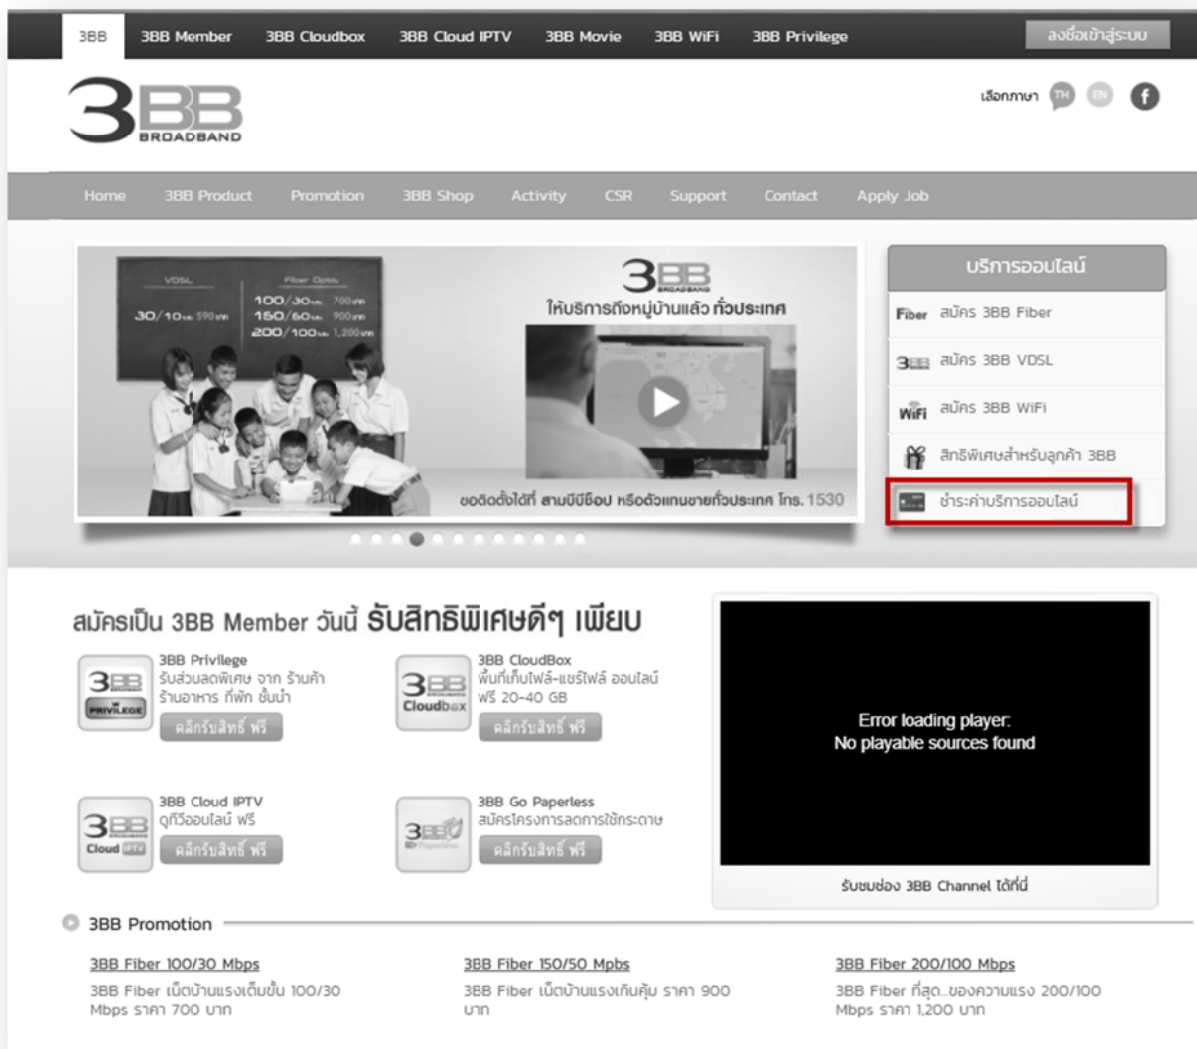 3BB 3BB Member 3BB Cloudbox 3BB Cloud IPTV 3BB Movie 3BB WiFi 3BB Privilege ลงชื่อเข้าสู่ระบบ
3BB
BROADBAND
เลือกภาษา TH EN f
Home 3BB Product Promotion 3BB Shop Activity CSR Support Contact Apply Job
VDSL
30/10 590
Fiber Optic
100/30 700
150/50 900
200/100 1,200
3BB
BROADBAND
ให้บริการถึงหมู่บ้านแล้ว ทั่วประเทศ
ขอติดตั้งได้ที่ สามบีบีช็อป หรือตัวแทนขายทั่วประเทศ โทร. 1530
บริการออนไลน์
Fiber สมัคร 3BB Fiber
3BB สมัคร 3BB VDSL
WiFi สมัคร 3BB WiFi
สิทธิพิเศษสำหรับลูกค้า 3BB
ชำระค่าบริการออนไลน์
สมัครเป็น 3BB Member วันนี้ รับสิทธิพิเศษดีๆ เพียบ
3BB
PRIVILEGE
3BB Privilege
รับส่วนลดพิเศษ จาก ร้านค้า
ร้านอาหาร ที่พัก ชั้นนำ
คลิกรับสิทธิ์ ฟรี
3BB
Cloudbox
3BB CloudBox
พื้นที่เก็บไฟล์-แชร์ไฟล์ ออนไลน์
ฟรี 20-40 GB
คลิกรับสิทธิ์ ฟรี
3BB
Cloud IPTV
3BB Cloud IPTV
ดูทีวีออนไลน์ ฟรี
คลิกรับสิทธิ์ ฟรี
3BB
Paperless
3BB Go Paperless
สมัครโครงการลดการใช้กระดาษ
คลิกรับสิทธิ์ ฟรี
Error loading player:
No playable sources found
รับชมช่อง 3BB Channel ได้ที่นี่
3BB Promotion
3BB Fiber 100/30 Mbps
3BB Fiber เน็ตบ้านแรงเต็มขั้น 100/30
Mbps ราคา 700 บาท
3BB Fiber 150/50 Mpbs
3BB Fiber เน็ตบ้านแรงเกินคุ้ม ราคา 900
บาท
3BB Fiber 200/100 Mbps
3BB Fiber ที่สุด...ของความแรง 200/100
Mbps ราคา 1,200 บาท